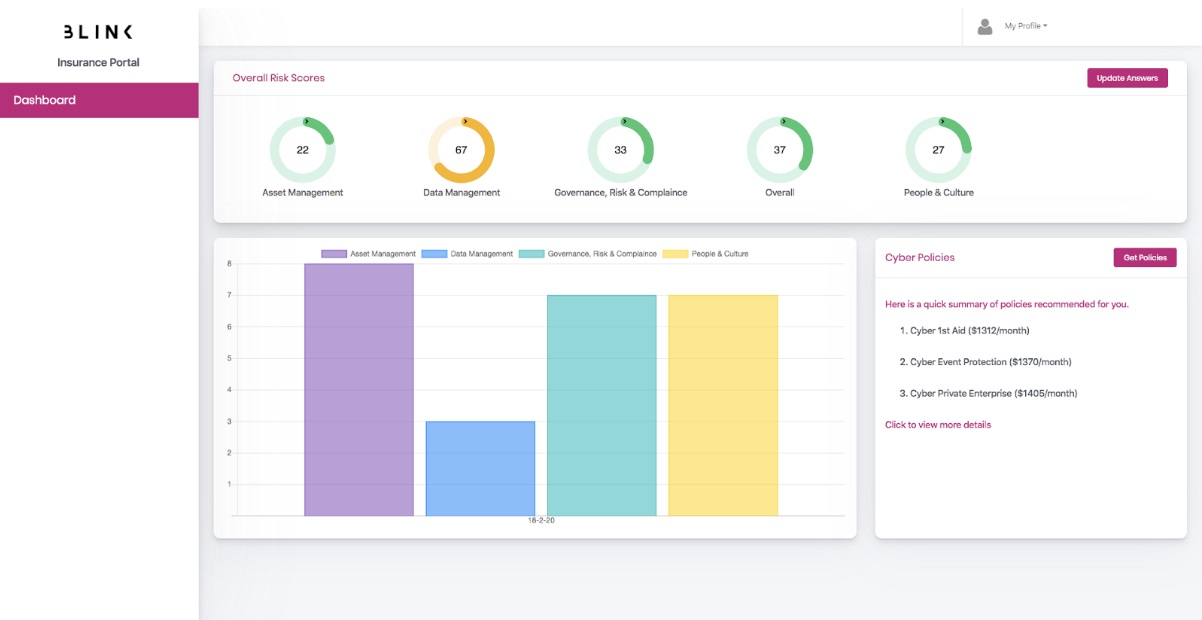 BLINK
Insurance Portal
Dashboard
My Profile
Overall Risk Scores
Update Answers
22
67
33
37
27
Asset Management
Data Management
Governance, Risk & Complaince
Overall
People & Culture
Asset Management
Data Management
Governance, Risk & Complaince
People & Culture
8
7
6
5
4
3
2
1
18-2-20
Cyber Policies
Get Policies
Here is a quick summary of policies recommended for you.
1. Cyber 1st Aid ($1312/month)
2. Cyber Event Protection ($1370/month)
3. Cyber Private Enterprise ($1405/month)
Click to view more details